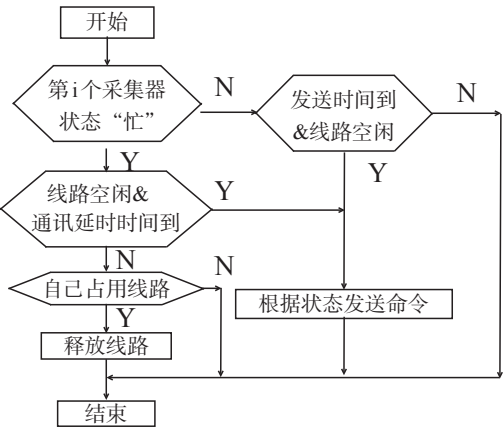 开始
第i个采集器
状态“忙”
N
发送时间到
&线路空闲
N
Y
Y
线路空闲&
通讯延时时间到
Y
N
自己占用线路
N
根据状态发送命令
Y
释放线路
结束